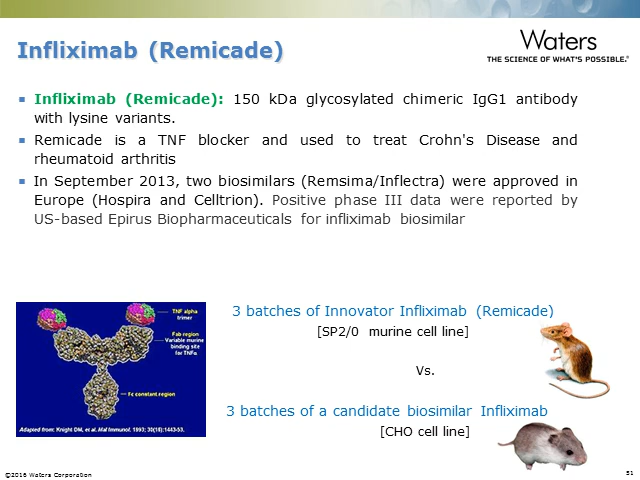 Infliximab (Remicade)
Waters
THE SCIENCE OF WHAT'S POSSIBLE.®
Infliximab (Remicade): 150 kDa glycosylated chimeric IgG1 antibody
with lysine variants.
Remicade is a TNF blocker and used to treat Crohn's Disease and
rheumatoid arthritis
In September 2013, two biosimilars (Remsima/Inflectra) were approved in
Europe (Hospira and Celltrion). Positive phase III data were reported by
US-based Epirus Biopharmaceuticals for infliximab biosimilar
TNF alpha
trimer
Fab region
Variable murine
binding site
for TNFα
Fc constant region
Adapted from: Knight DM, et al. Mol Immunol. 1993; 30(16):1443-53.
3 batches of Innovator Infliximab (Remicade)
[SP2/0 murine cell line]
Vs.
3 batches of a candidate biosimilar Infliximab
[CHO cell line]
©2016 Waters Corporation
51